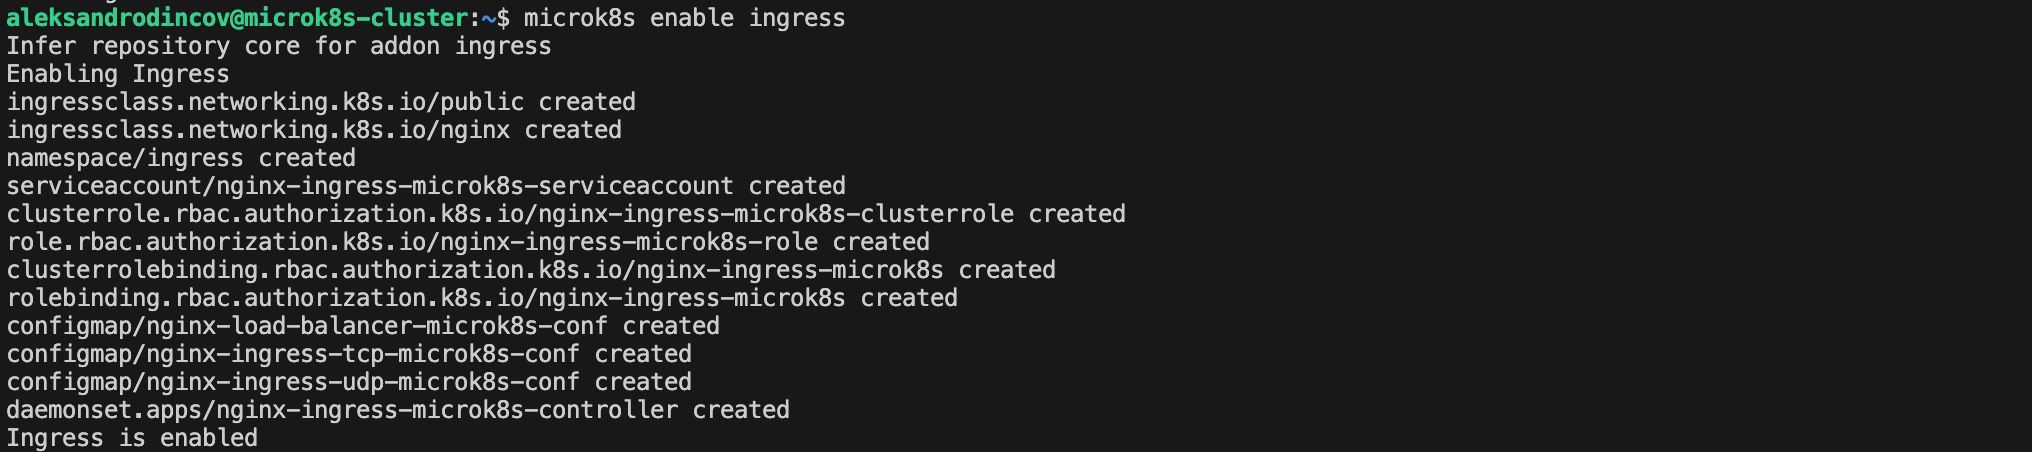 aleksandrodincov@microk8s-cluster:~$ microk8s enable ingress
Infer repository core for addon ingress
Enabling Ingress
ingressclass.networking.k8s.io/public created
ingressclass.networking.k8s.io/nginx created
namespace/ingress created
serviceaccount/nginx-ingress-microk8s-serviceaccount created
clusterrole.rbac.authorization.k8s.io/nginx-ingress-microk8s-clusterrole created
role.rbac.authorization.k8s.io/nginx-ingress-microk8s-role created
clusterrolebinding.rbac.authorization.k8s.io/nginx-ingress-microk8s created
rolebinding.rbac.authorization.k8s.io/nginx-ingress-microk8s created
configmap/nginx-load-balancer-microk8s-conf created
configmap/nginx-ingress-tcp-microk8s-conf created
configmap/nginx-ingress-udp-microk8s-conf created
daemonset.apps/nginx-ingress-microk8s-controller created
Ingress is enabled